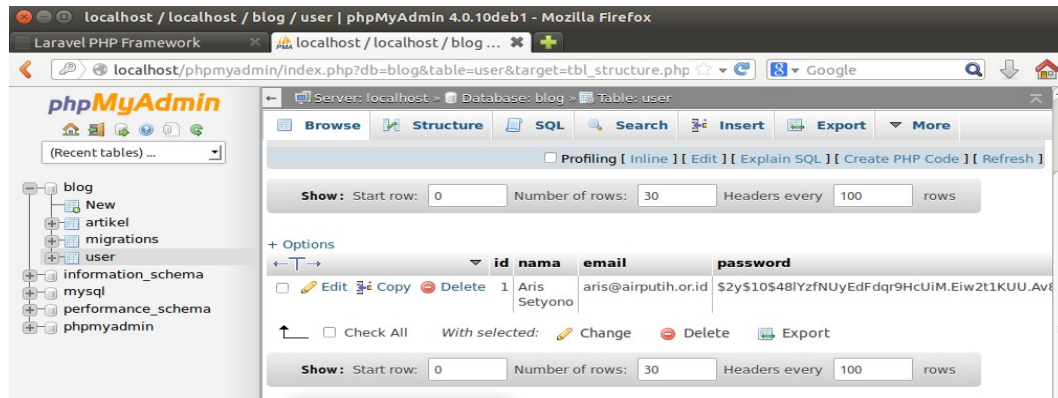 localhost / localhost / blog / user | phpMyAdmin 4.0.10deb1 - Mozilla Firefox
Laravel PHP Framework
localhost / localhost / blog ...
localhost/phpmyadmin/index.php?db=blog&table=user&target=tbl_structure.php
Google
phpMyAdmin
(Recent tables) ...
blog
New
artikel
migrations
user
information_schema
mysql
performance_schema
phpmyadmin
Server: localhost » Database: blog » Table: user
Browse Structure SQL Search Insert Export More
Profiling [ Inline ] [ Edit ] [ Explain SQL ] [ Create PHP Code ] [ Refresh ]
Show: Start row: 0 Number of rows: 30 Headers every 100 rows
+ Options
id nama email password
Edit Copy Delete 1 Aris Setyono aris@airputih.or.id
Check All With selected: Change Delete Export
Show: Start row: 0 Number of rows: 30 Headers every 100 rows